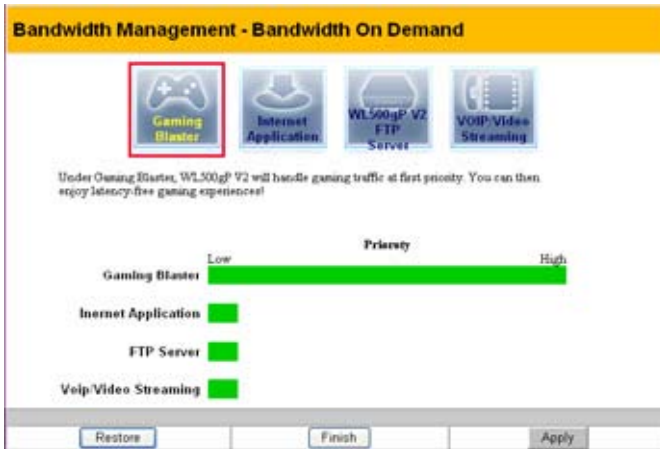 Bandwidth Management - Bandwidth On Demand
Gaming
Blaster
Internet
Application
WL500gP V2
FTP
Server
VOIP/Video
Streaming
Under Gaming Blaster, WL500gP V2 will handle gaming traffic at first priority. You can then
enjoy latency-free gaming experiences!
Priority
Low High
Gaming Blaster
Inernet Application
FTP Server
Voip/Video Streaming
Restore Finish Apply